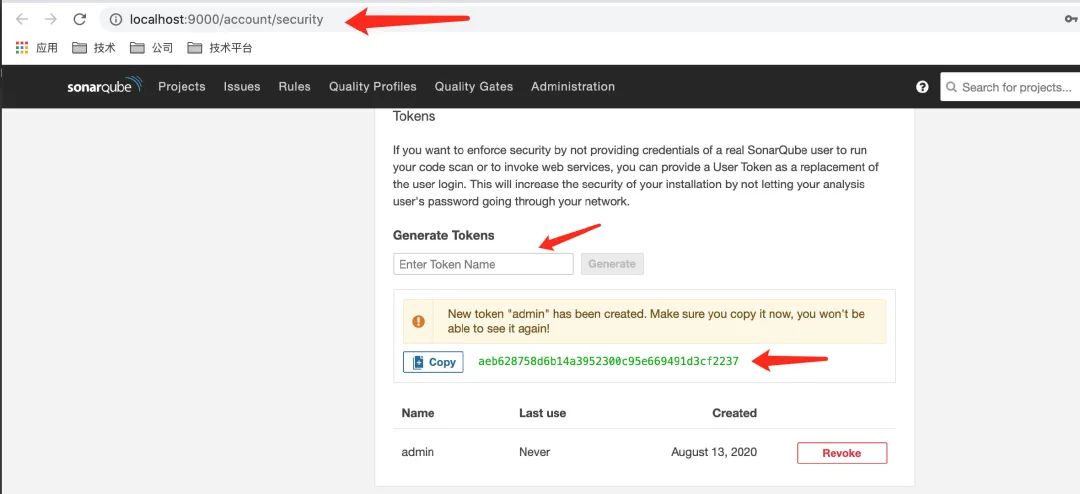 localhost:9000/account/security
应用 技术 公司 技术平台
sonarqube Projects Issues Rules Quality Profiles Quality Gates Administration ? Search for projects...
Tokens
If you want to enforce security by not providing credentials of a real SonarQube user to run
your code scan or to invoke web services, you can provide a User Token as a replacement of
the user login. This will increase the security of your installation by not letting your analysis
user's password going through your network.
Generate Tokens
Enter Token Name Generate
New token "admin" has been created. Make sure you copy it now, you won't be
able to see it again!
Copy aeb628758d6b14a3952300c95e669491d3cf2237
Name Last use Created
admin Never August 13, 2020 Revoke